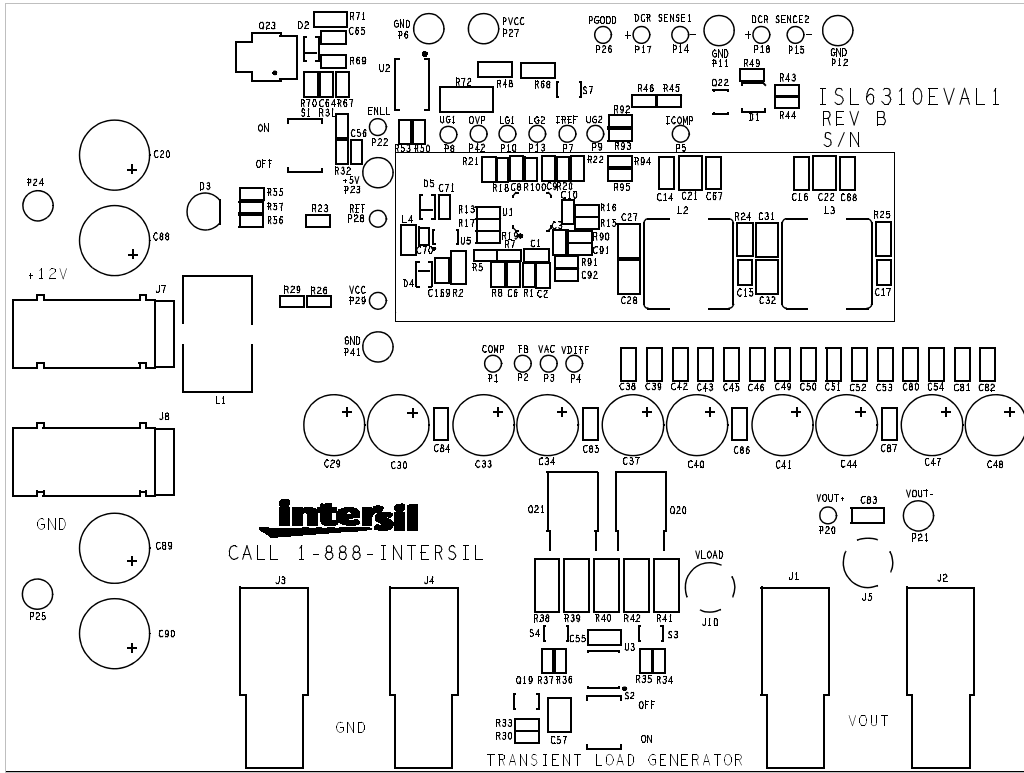 R71
C65
R69
Q23
D2
R70 C64 R67
GND
P6
PVCC
P27
U2
R72
R48
R68
S7
PGOOD
P26
+ DCR
P17
SENSE1 -
P14
GND
P11
+ DCR
P18
SENCE2 -
P15
GND
P12
R49
Q22
D1
R43
R44
R46 R45
ISL6310EVAL1
REV B
S/N
S1
R31
ON
OFF
C56
R32
ENLL
P22
R53 R50
UG1
P8
OVP
P42
LG1
P10
LG2
P13
IREF
P7
UG2
P9
R92
R93
ICOMP
P5
C20
P24
C88
+5V
P23
RET
P28
D3
R55
R57
R56
R23
R21
R18
C8
R100
C9
R20
R22
R94
R95
C14
C21
C67
C16
C22
C68
D5
C71
L4
C70
U5
R13
R17
R19
U1
C10
R16
R15
C3
R90
C91
R91
C92
R5
R7
C1
D4
C169
R2
R8
C6
R1
C2
C27
C28
L2
R24
C15
C31
C32
L3
R25
C17
+12V
J7
L1
R29
R26
VCC
P29
GND
P41
COMP
P1
FB
P2
VAC
P3
VDIFF
P4
C38 C39 C42 C43 C45 C46 C49 C50 C51 C52 C53 C80 C54 C81 C82
J8
C29 C30 C84 C33 C34 C85 C37 C40 C86 C41 C44 C87 C47 C48
Q21
Q20
VOUT+
P20
C83
VOUT-
P21
intersil
CALL 1-888-INTERSIL
GND
C89
P25
C90
J3
J4
R38 R39 R40 R42 R41
VLOAD
J10
J5
J1
J2
S4
C55
S3
U3
R37 R36
R35 R34
Q19
S2
OFF
ON
R33
R30
C57
GND
VOUT
TRANSIENT LOAD GENERATOR